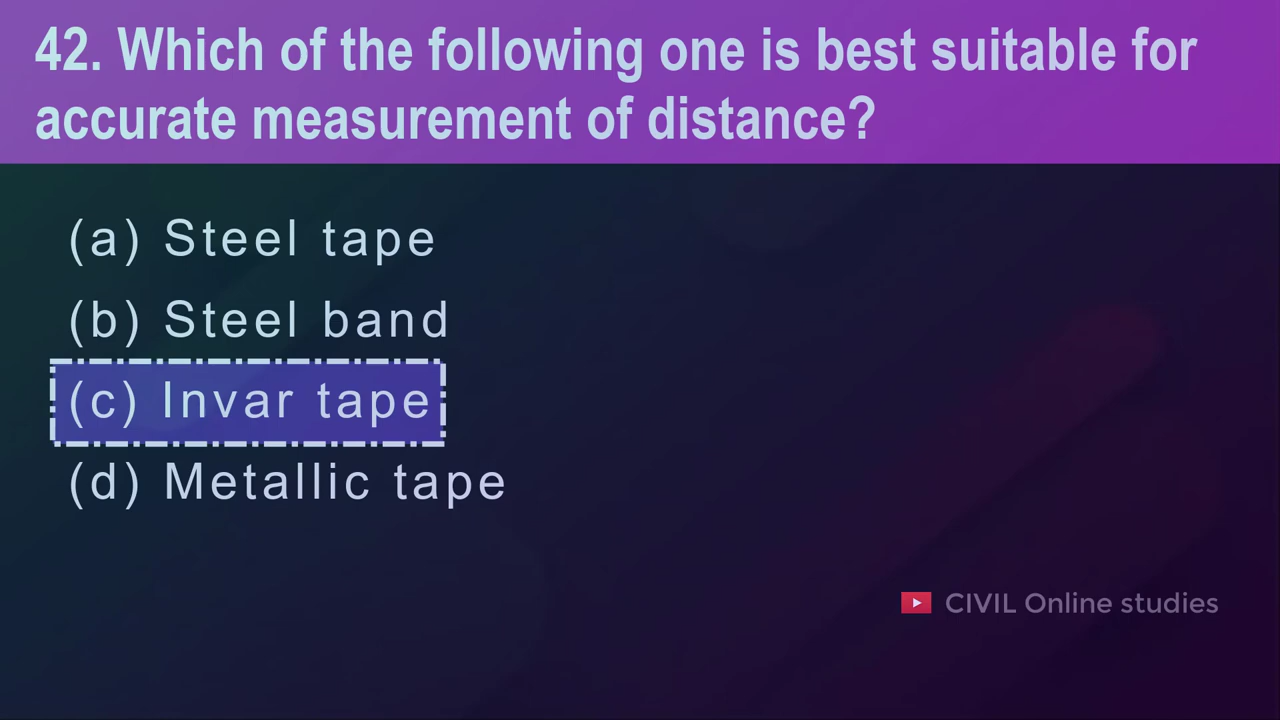 42. Which of the following one is best suitable for
accurate measurement of distance?
(a) Steel tape
(b) Steel band
(c) Invar tape
(d) Metallic tape
CIVIL Online studies